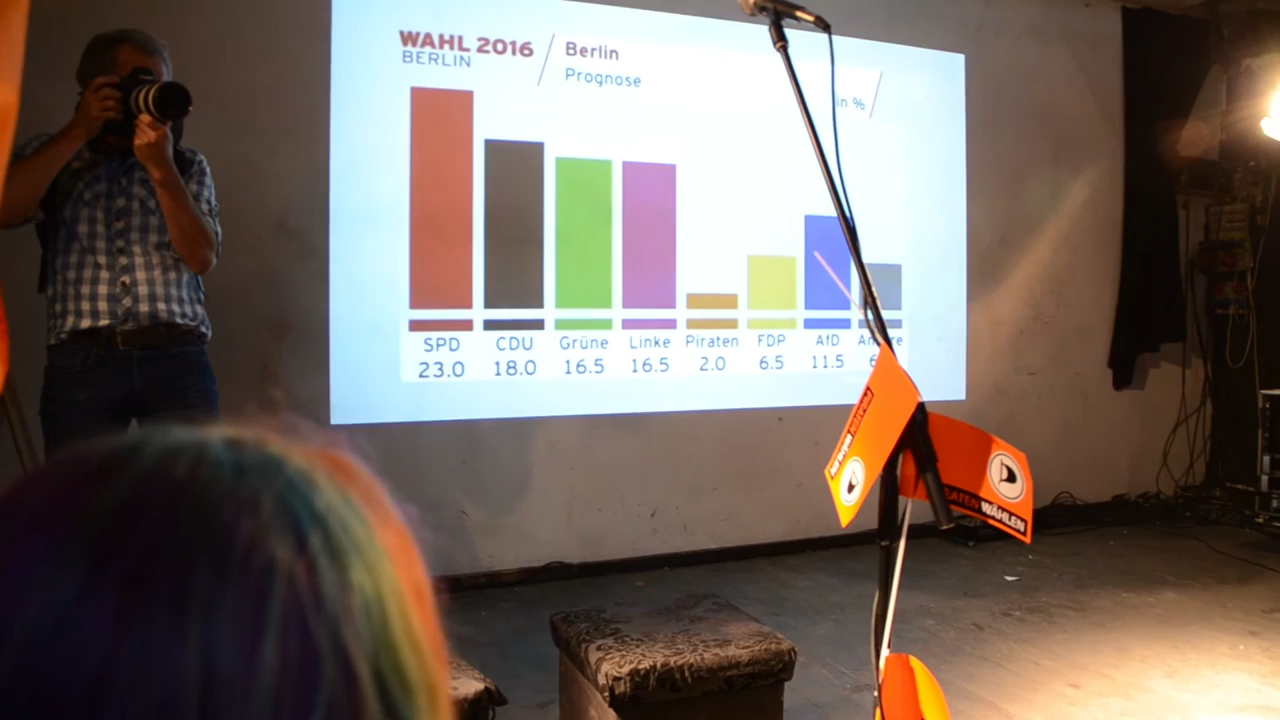 WAHL 2016
BERLIN
Berlin
Prognose
in %
SPD CDU Grüne Linke Piraten FDP AfD
23.0 18.0 16.5 16.5 2.0 6.5 11.5
WÄHLEN